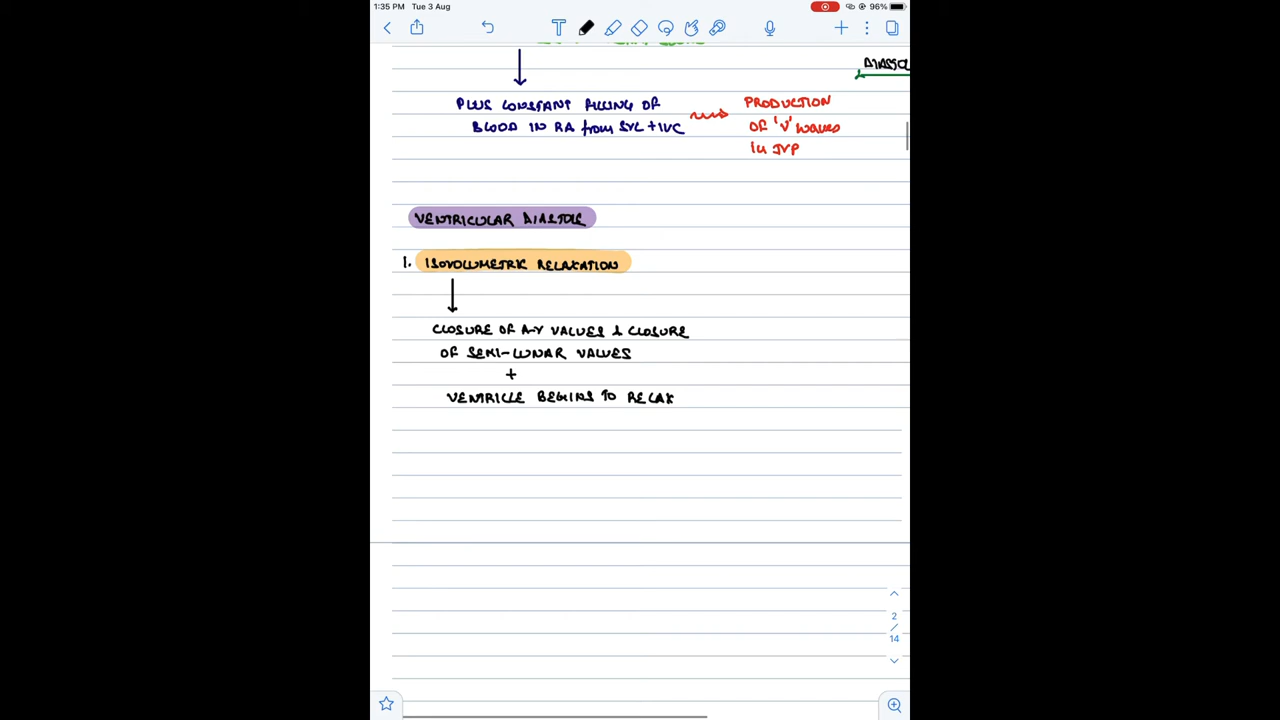 1:35 PM Tue 3 Aug
96%
DIASTO
PLUS CONSTANT FILLING OF
BLOOD IN RA from SVC + IVC
PRODUCTION
OF 'V' waves
in JVP
VENTRICULAR DIASTOLE
1. ISOVOLUMETRIC RELAXATION
CLOSURE OF A-V VALVES & CLOSURE
OF SEMI-LUNAR VALVES
+
VENTRICLE BEGINS TO RELAX
2
/
14